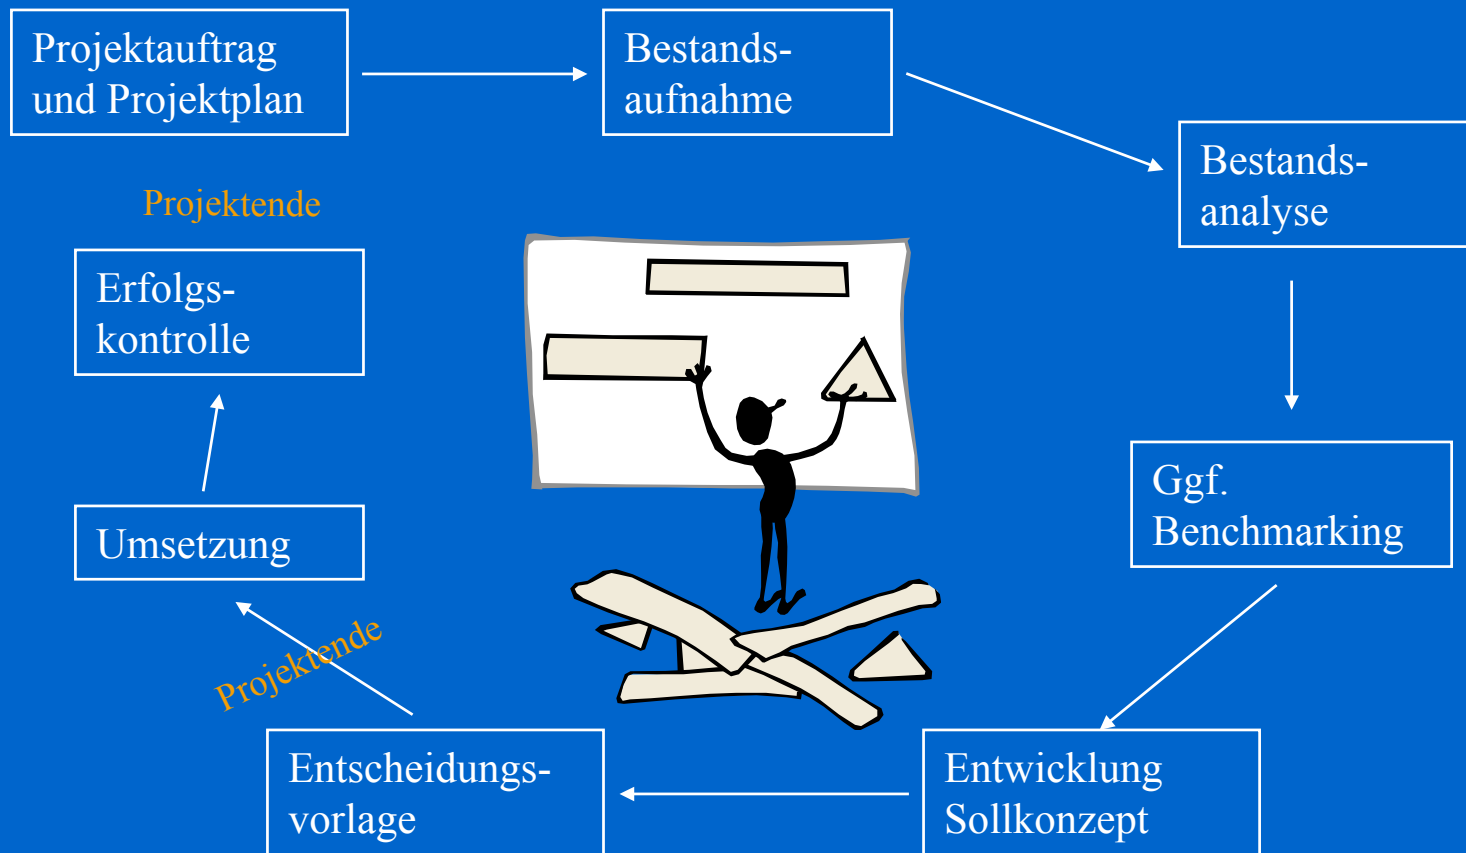 Projektauftrag
und Projektplan
Bestands-
aufnahme
Bestands-
analyse
Ggf.
Benchmarking
Entwicklung
Sollkonzept
Entscheidungs-
vorlage
Projektende
Umsetzung
Erfolgs-
kontrolle
Projektende